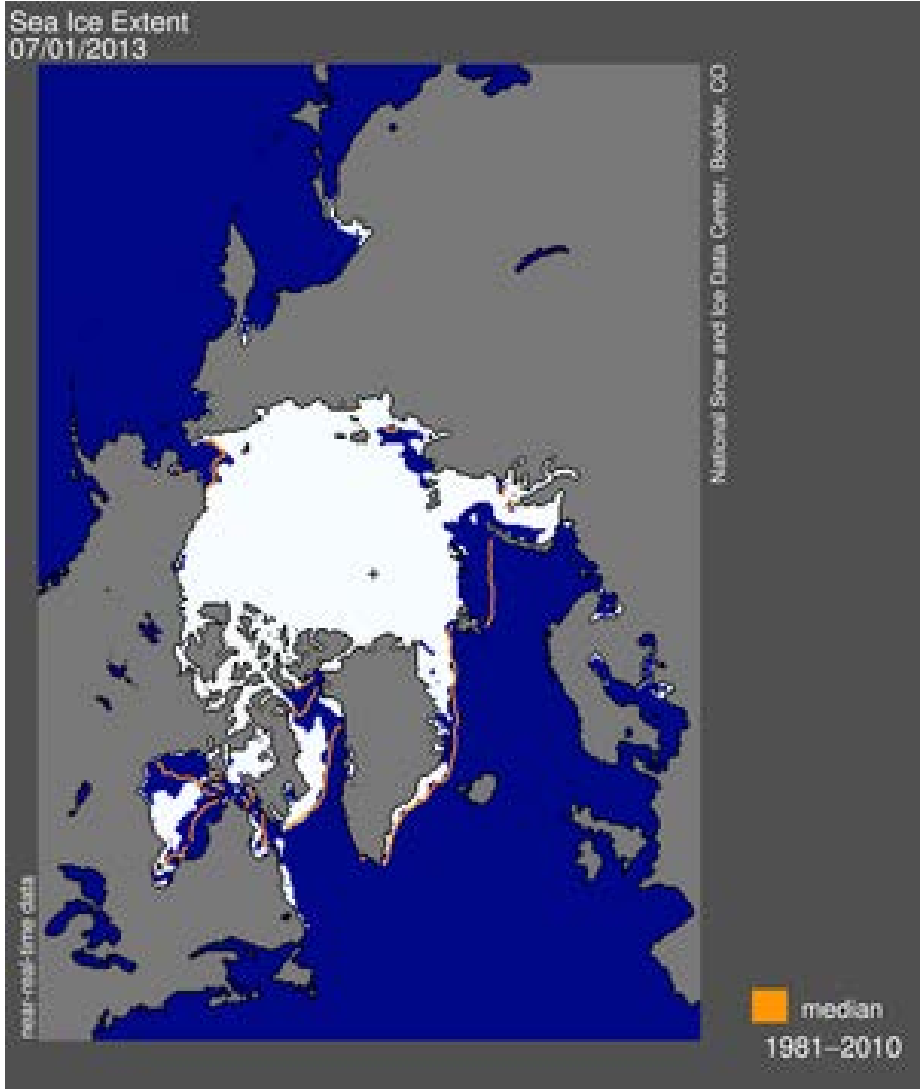 Sea Ice Extent
07/01/2013
National Snow and Ice Data Center, Boulder, CO
near-real-time data
median
1981–2010